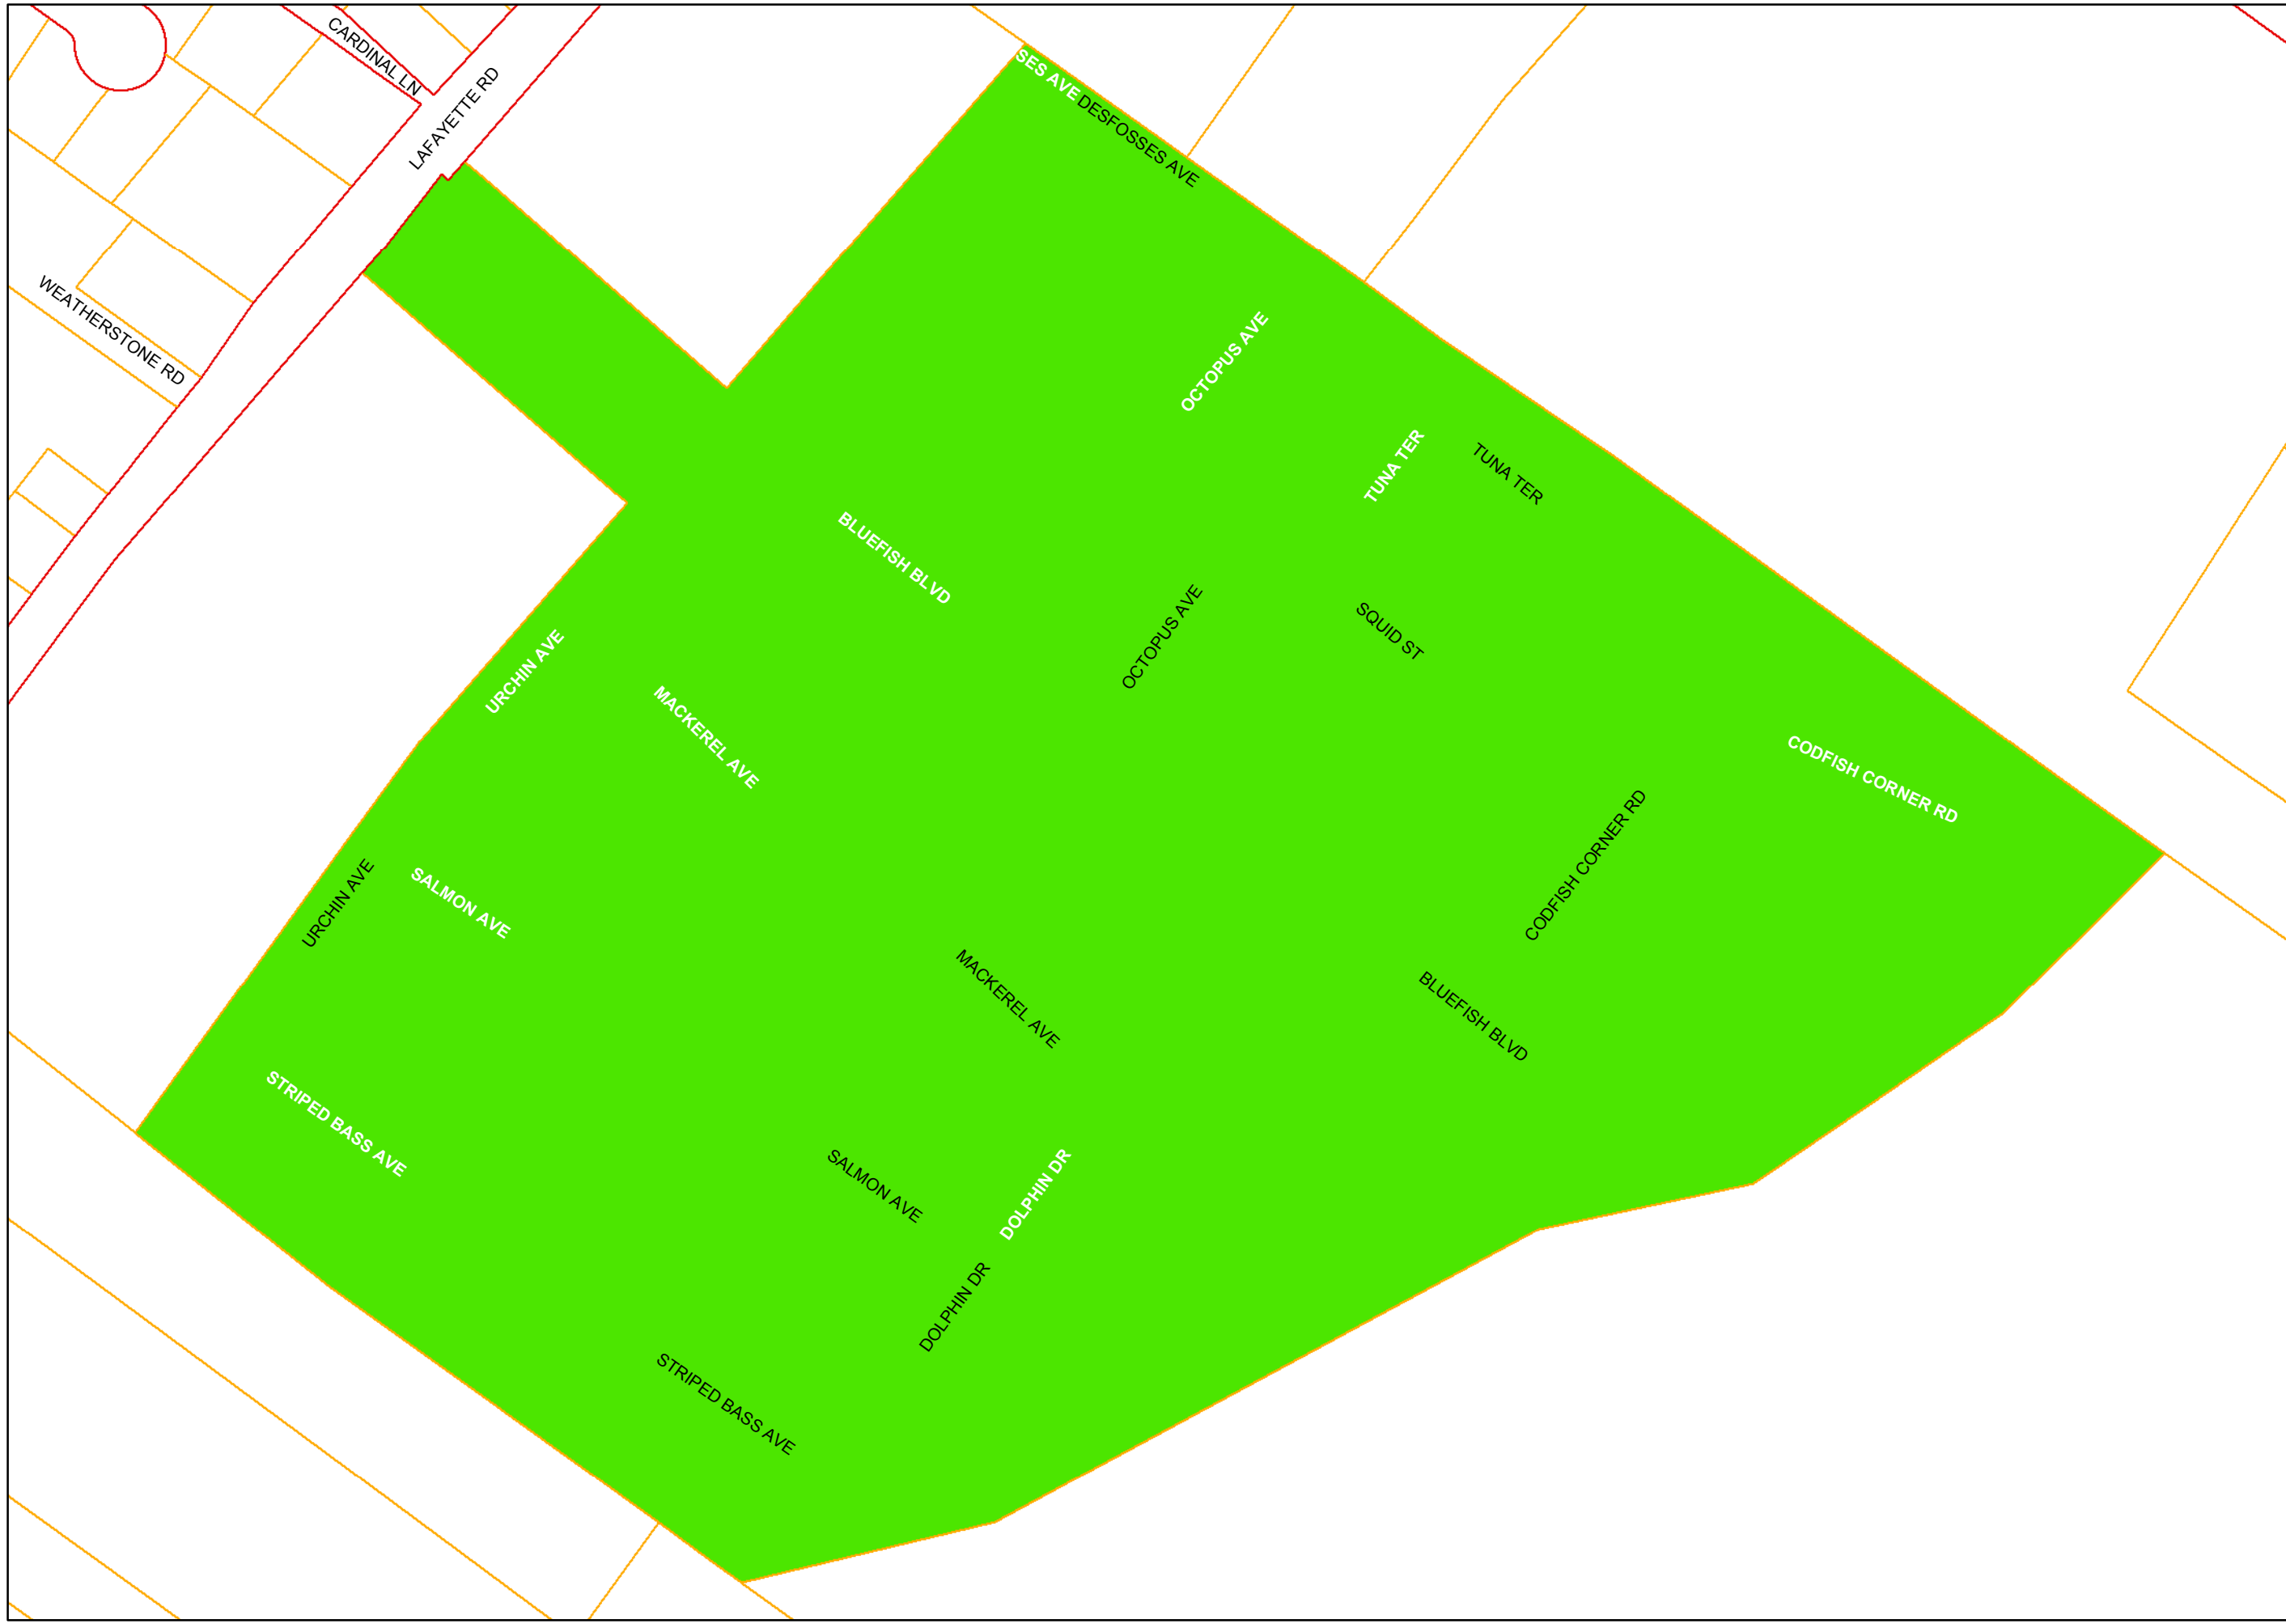 CARDINAL LN
LAFAYETTE RD
SES AVE
DESFOSSES AVE
WEATHERSTONE RD
OCTOPUS AVE
TUNA TER
TUNA TER
BLUEFISH BLVD
OCTOPUS AVE
SQUID ST
URCHIN AVE
MACKEREL AVE
CODFISH CORNER RD
CODFISH CORNER RD
URCHIN AVE
SALMON AVE
MACKEREL AVE
BLUEFISH BLVD
STRIPED BASS AVE
SALMON AVE
DOLPHIN DR
DOLPHIN DR
STRIPED BASS AVE